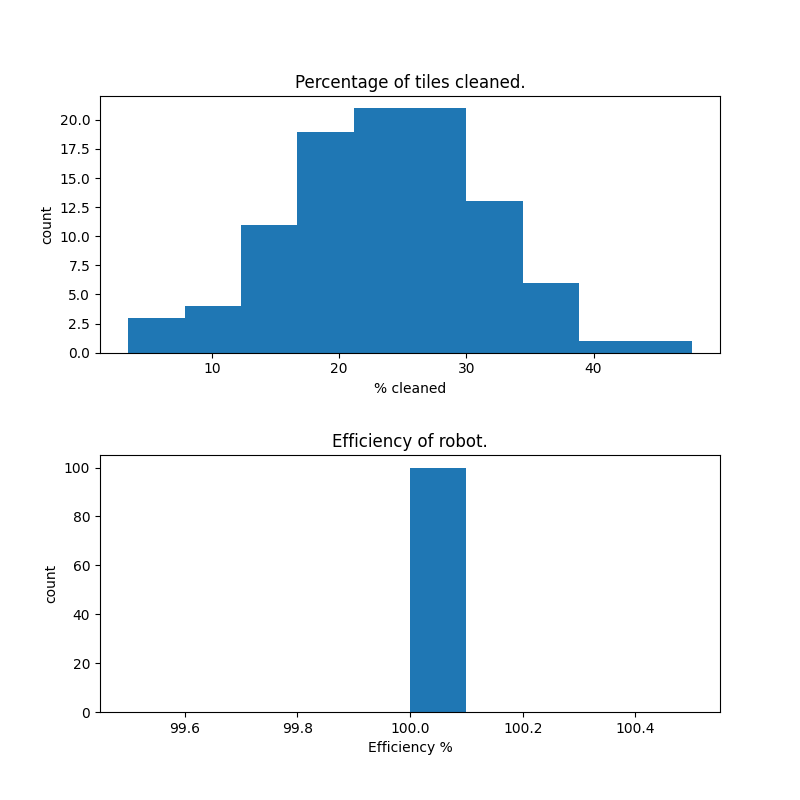 Percentage of tiles cleaned.
20.0
17.5
15.0
12.5
10.0
7.5
5.0
2.5
0.0
count
10 20 30 40
% cleaned
Efficiency of robot.
100
80
60
40
20
0
count
99.6 99.8 100.0 100.2 100.4
Efficiency %